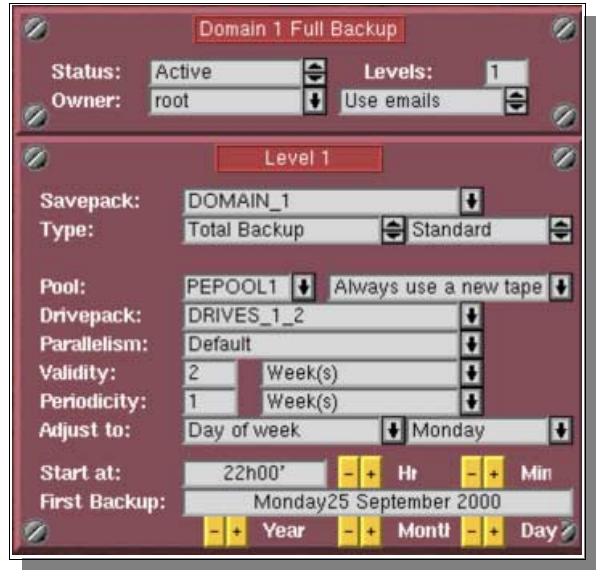 Domain 1 Full Backup
Status: Active Levels: 1
Owner: root Use emails
Level 1
Savepack: DOMAIN_1
Type: Total Backup Standard
Pool: PEPOOL1 Always use a new tape
Drivepack: DRIVES_1_2
Parallelism: Default
Validity: 2 Week(s)
Periodicity: 1 Week(s)
Adjust to: Day of week Monday
Start at: 22h00' - + Hr - + Min
First Backup: Monday25 September 2000
- + Year - + Montl - + Day